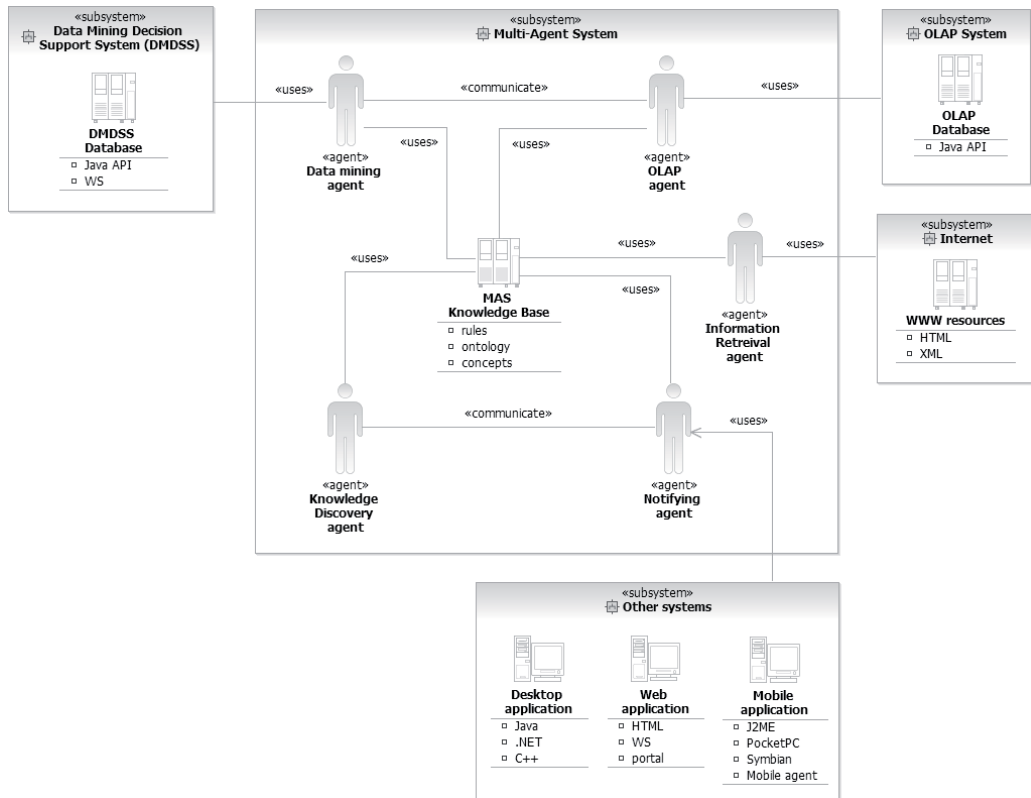 «subsystem»
Data Mining Decision
Support System (DMDSS)
DMDSS
Database
Java API
WS
«subsystem»
Multi-Agent System
«uses»
«communicate»
«uses»
«agent»
Data mining
agent
«uses»
«uses»
«agent»
OLAP
agent
«subsystem»
OLAP System
OLAP
Database
Java API
«uses»
MAS
Knowledge Base
rules
ontology
concepts
«uses»
«uses»
«agent»
Information
Retreival
agent
«uses»
«subsystem»
Internet
WWW resources
HTML
XML
«communicate»
«uses»
«agent»
Knowledge
Discovery
agent
«agent»
Notifying
agent
«subsystem»
Other systems
Desktop
application
Java
.NET
C++
Web
application
HTML
WS
portal
Mobile
application
J2ME
PocketPC
Symbian
Mobile agent